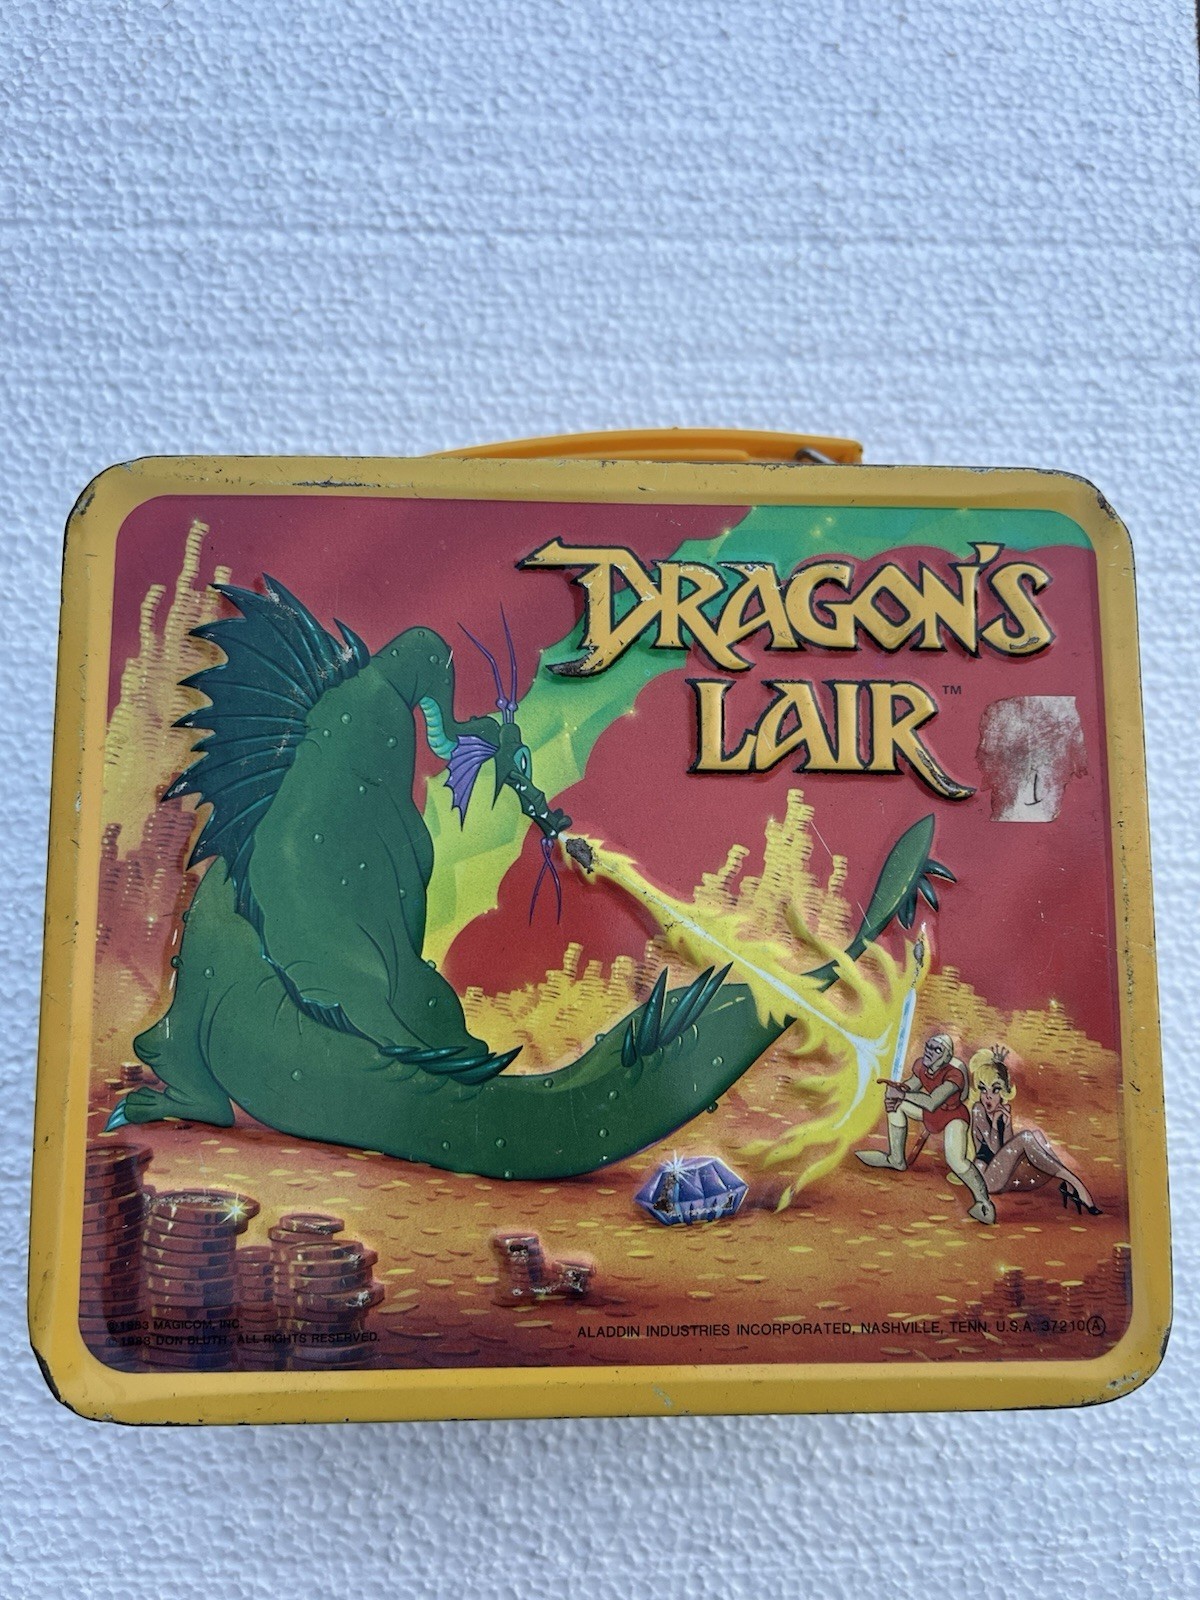 DRAGON'S
LAIR™
1
©1983 MAGICOM, INC.
©1983 DON BLUTH, ALL RIGHTS RESERVED.
ALADDIN INDUSTRIES INCORPORATED, NASHVILLE, TENN. U.S.A. 37210 Ⓐ